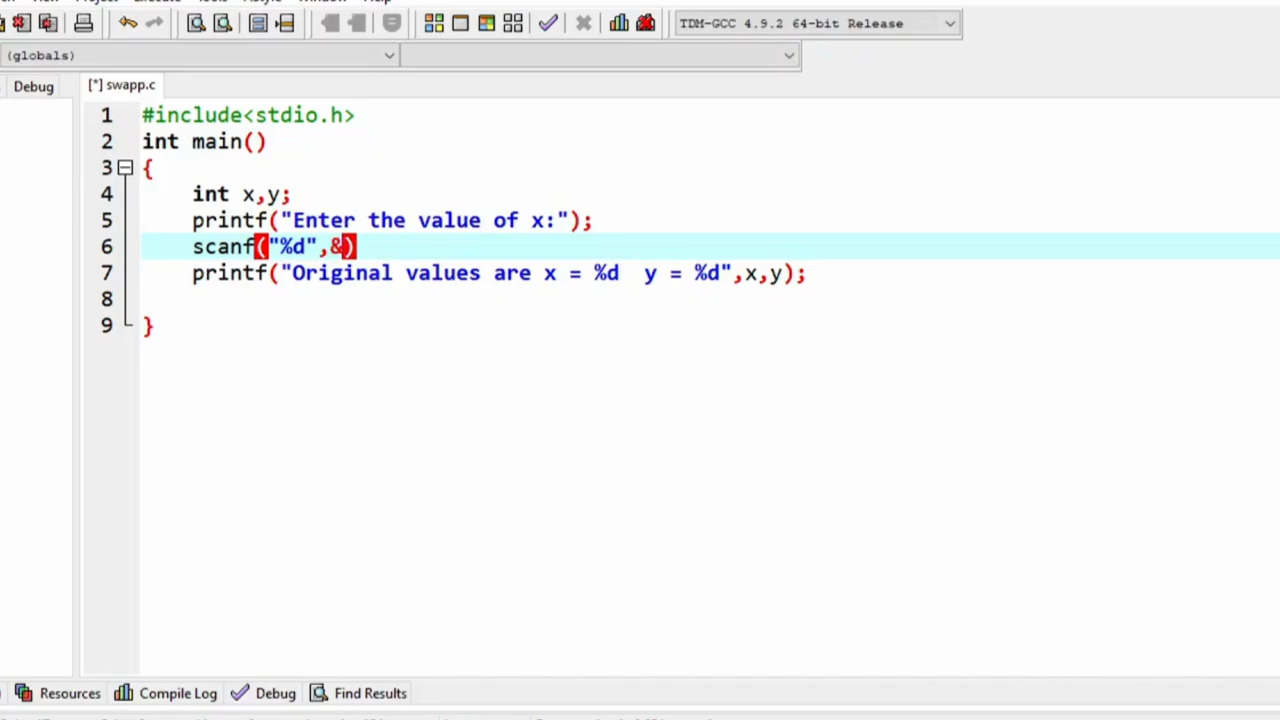 TDM-GCC 4.9.2 64-bit Release
(globals)
Debug [*] swapp.c
1 #include<stdio.h>
2 int main()
3 {
4 int x,y;
5 printf("Enter the value of x:");
6 scanf("%d",&)
7 printf("Original values are x = %d  y = %d",x,y);
8
9 }
Resources Compile Log Debug Find Results